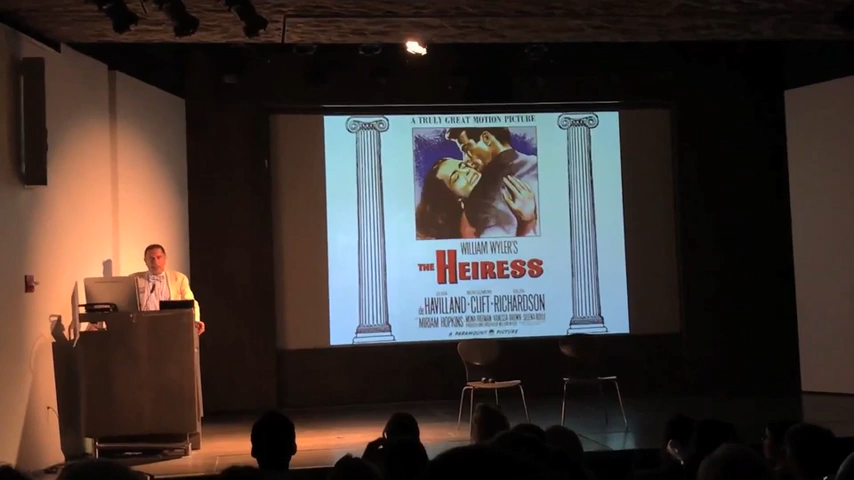 A TRULY GREAT MOTION PICTURE
WILLIAM WYLER'S
THE HEIRESS
de HAVILLAND · CLIFT · RICHARDSON
MIRIAM HOPKINS
A PARAMOUNT PICTURE